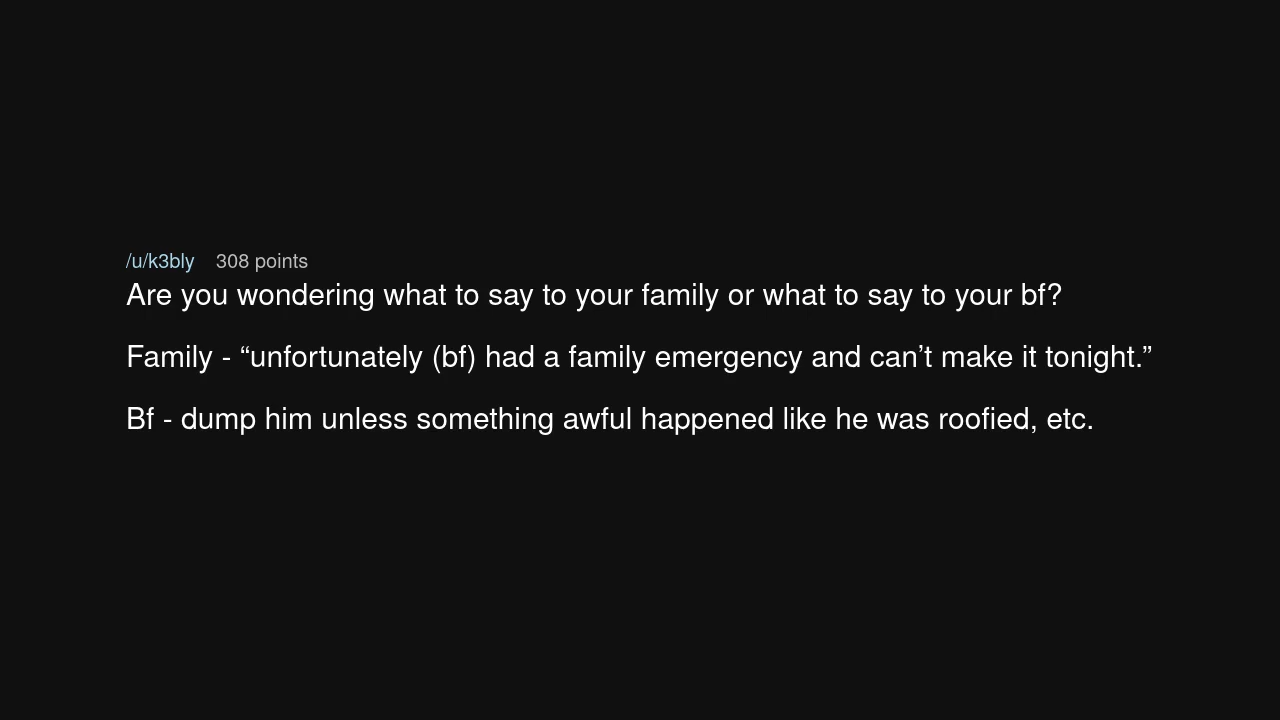 /u/k3bly 308 points
Are you wondering what to say to your family or what to say to your bf?
Family - “unfortunately (bf) had a family emergency and can’t make it tonight.”
Bf - dump him unless something awful happened like he was roofied, etc.